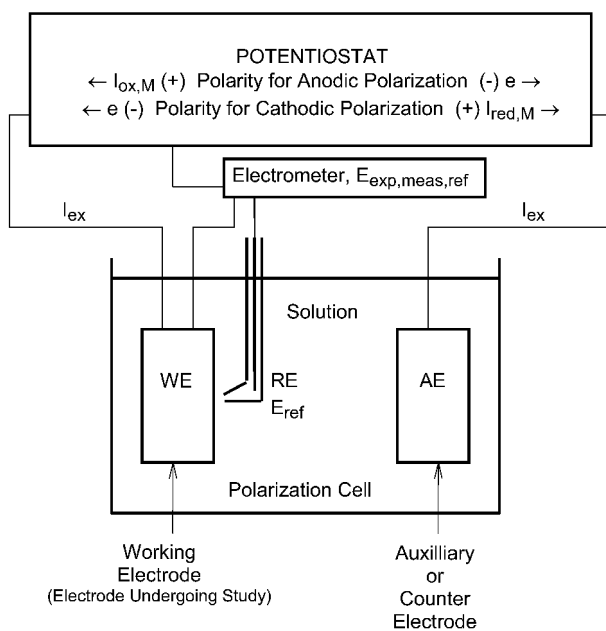 POTENTIOSTAT
← I_ox,M (+) Polarity for Anodic Polarization (-) e →
← e (-) Polarity for Cathodic Polarization (+) I_red,M →
Electrometer, E_exp,meas,ref
I_ex
I_ex
Solution
WE
RE
AE
E_ref
Polarization Cell
Working
Electrode
(Electrode Undergoing Study)
Auxilliary
or
Counter
Electrode